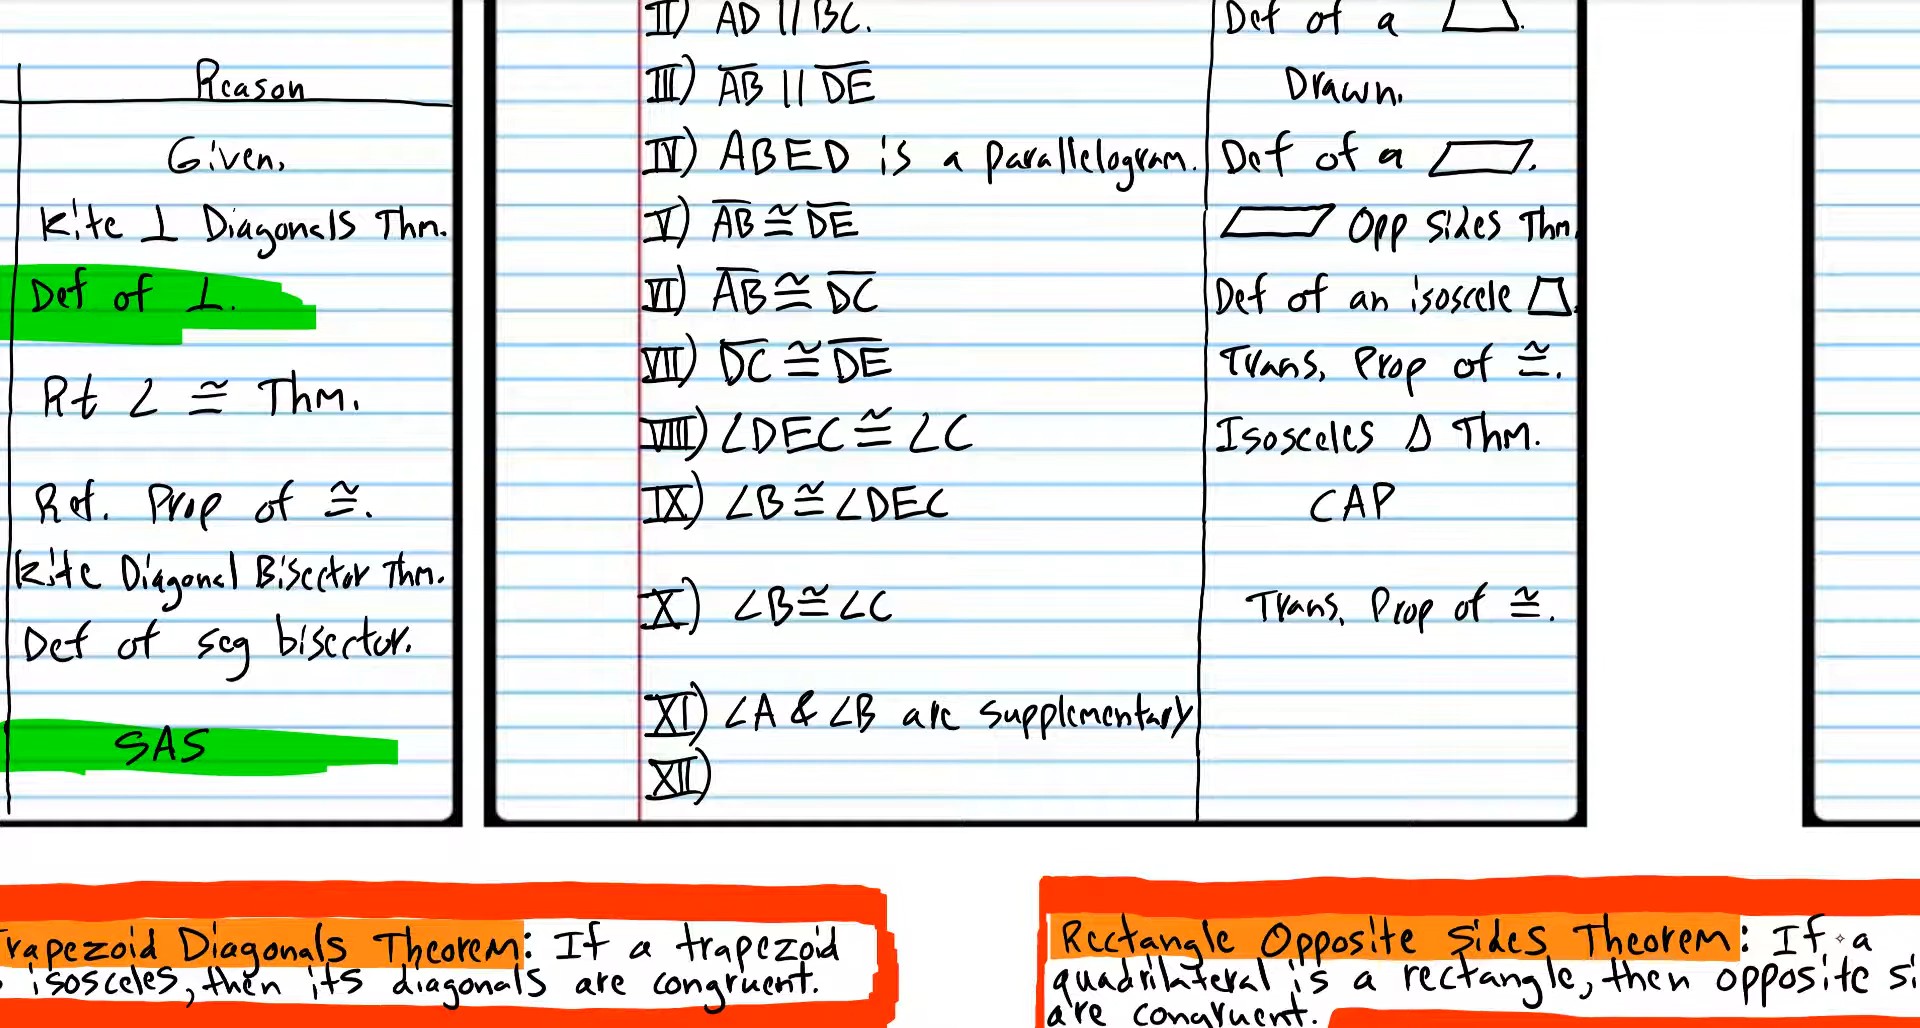 Reason
Given.
Kite ⊥ Diagonals Thm.
Def of ⊥.
Rt ∠ ≅ Thm.
Ref. Prop of ≅.
Kite Diagonal Bisector Thm.
Def of seg bisector.
SAS
II) AD || BC. Def of a ⏢.
III) AB || DE Drawn.
IV) ABED is a parallelogram. Def of a ▱.
V) AB ≅ DE ▱ Opp Sides Thm.
VI) AB ≅ DC Def of an isoscele ⏢.
VII) DC ≅ DE Trans. Prop of ≅.
VIII) ∠DEC ≅ ∠C Isosceles Δ Thm.
IX) ∠B ≅ ∠DEC CAP
X) ∠B ≅ ∠C Trans. Prop of ≅.
XI) ∠A & ∠B are supplementary
XII)
Trapezoid Diagonals Theorem: If a trapezoid
isosceles, then its diagonals are congruent.
Rectangle Opposite Sides Theorem: If a
quadrilateral is a rectangle, then opposite si
are congruent.